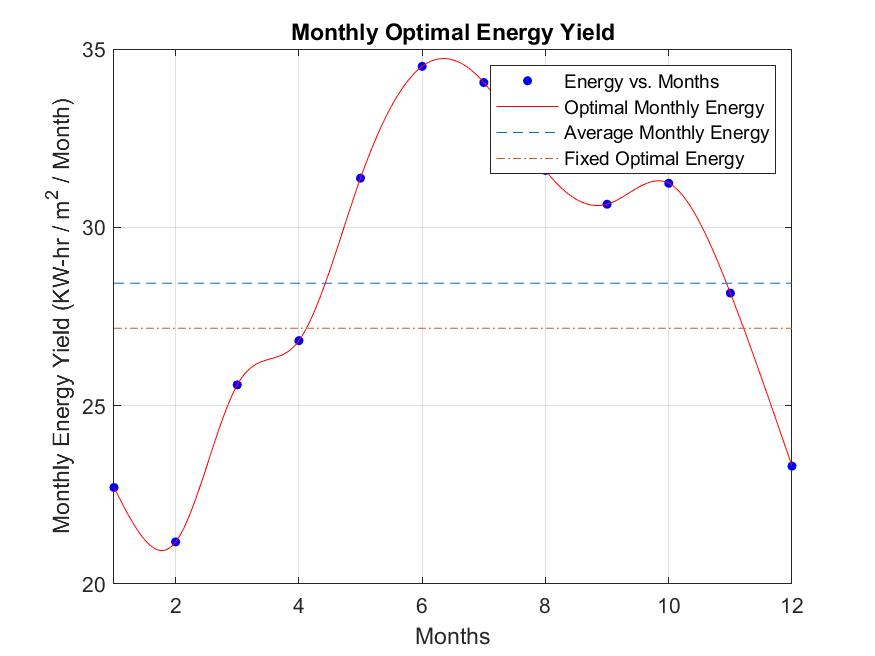 Monthly Optimal Energy Yield
35
30
25
20
Monthly Energy Yield (KW-hr / m² / Month)
Energy vs. Months
Optimal Monthly Energy
Average Monthly Energy
Fixed Optimal Energy
2 4 6 8 10 12
Months